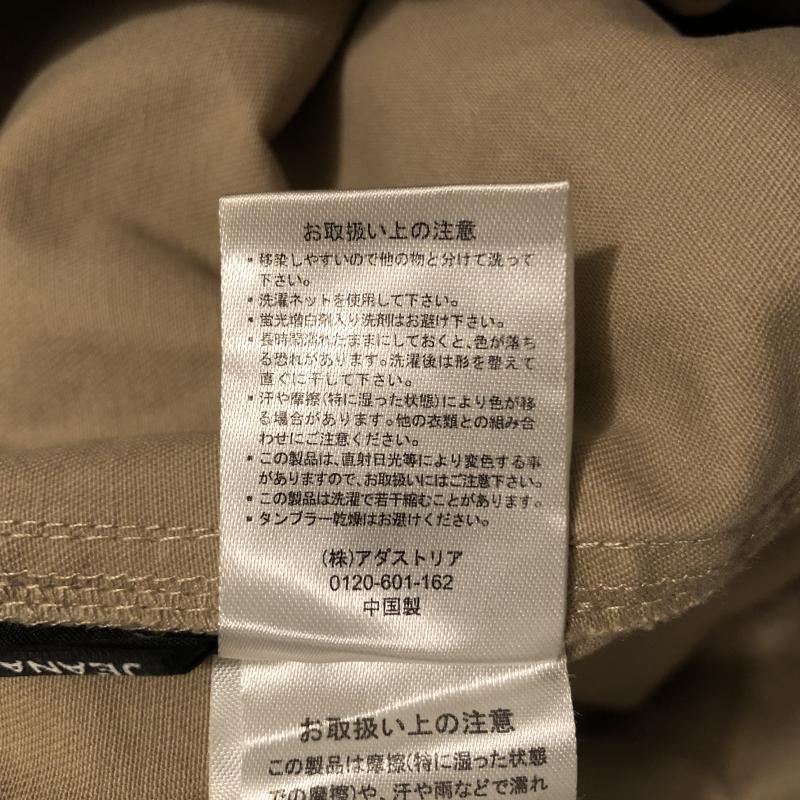 お取扱い上の注意
・移染しやすいので他の物と分けて洗って
下さい。
・洗濯ネットを使用して下さい。
・蛍光増白剤入り洗剤はお避け下さい。
・長時間濡れたままにしておくと、色が落ち
る恐れがあります。洗濯後は形を整えて
直ぐに干して下さい。
・汗や摩擦(特に湿った状態)により色が移
る場合があります。他の衣類との組み合
わせにご注意ください。
・この製品は、直射日光等により変色する事
がありますので、お取扱いにはご注意下さい。
・この製品は洗濯で若干縮むことがあります。
・タンブラー乾燥はお避けください。
(株)アダストリア
0120-601-162
中国製
JEANA
お取扱い上の注意
この製品は摩擦(特に湿った状態
での摩擦)や、汗や雨などで濡れ